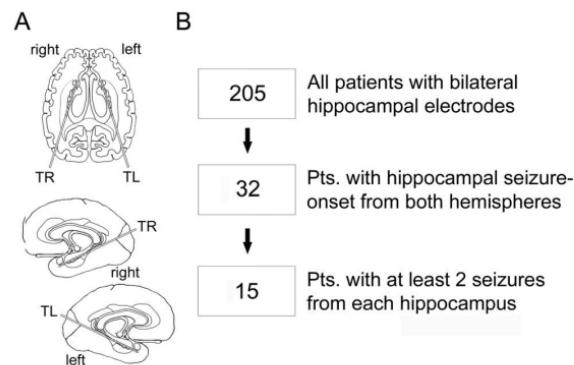 A
right
left
TR
TL
TR
right
TL
left
B
205
All patients with bilateral
hippocampal electrodes
32
Pts. with hippocampal seizure-
onset from both hemispheres
15
Pts. with at least 2 seizures
from each hippocampus